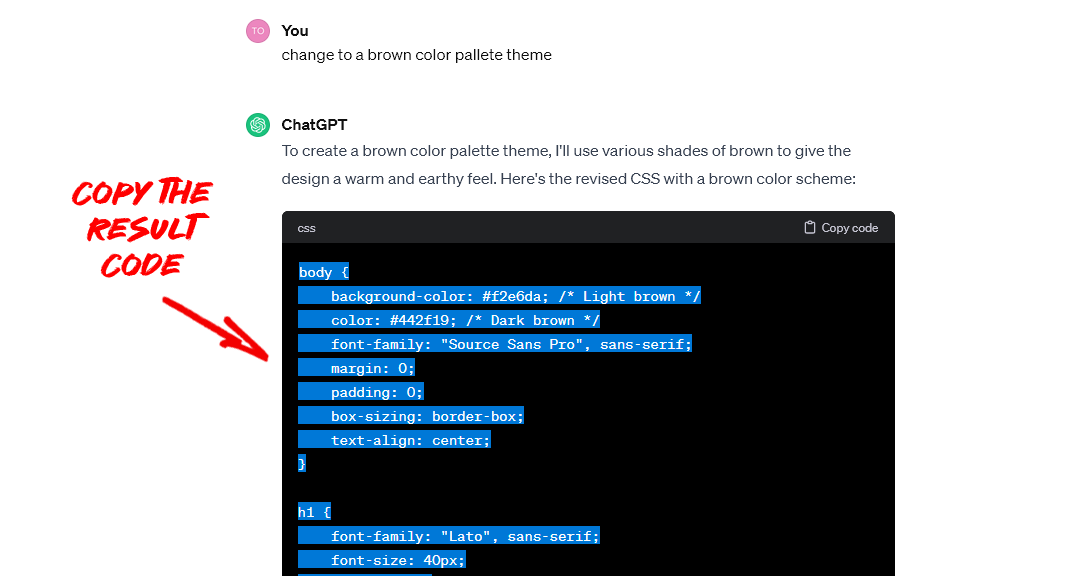 TO
You
change to a brown color pallete theme
ChatGPT
To create a brown color palette theme, I'll use various shades of brown to give the
design a warm and earthy feel. Here's the revised CSS with a brown color scheme:
COPY THE
RESULT
CODE
css
Copy code
body {
    background-color: #f2e6da; /* Light brown */
    color: #442f19; /* Dark brown */
    font-family: "Source Sans Pro", sans-serif;
    margin: 0;
    padding: 0;
    box-sizing: border-box;
    text-align: center;
}
h1 {
    font-family: "Lato", sans-serif;
    font-size: 40px;